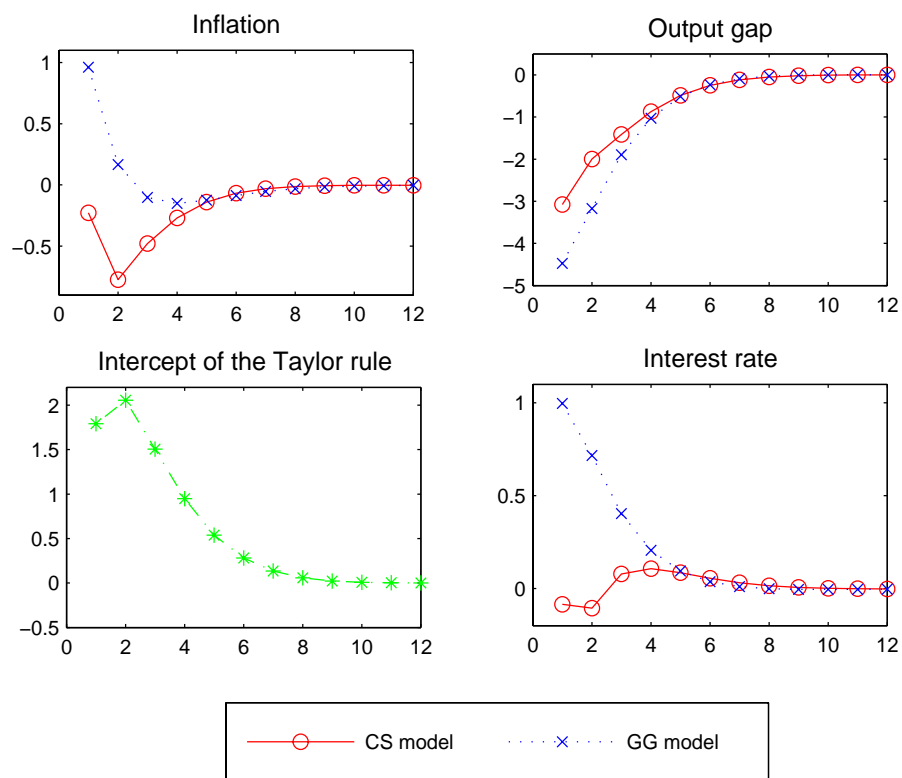 Inflation
1
0.5
0
−0.5
0 2 4 6 8 10 12
Output gap
0
−1
−2
−3
−4
−5
0 2 4 6 8 10 12
Intercept of the Taylor rule
2
1.5
1
0.5
0
−0.5
0 2 4 6 8 10 12
Interest rate
1
0.5
0
0 2 4 6 8 10 12
CS model GG model